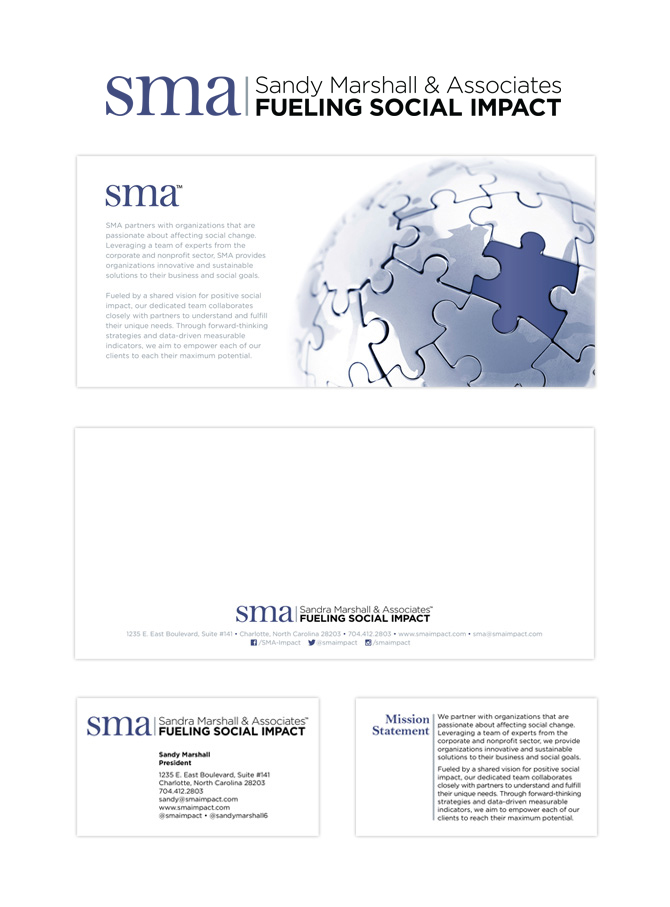 sma Sandy Marshall & Associates
FUELING SOCIAL IMPACT
sma™
SMA partners with organizations that are
passionate about affecting social change.
Leveraging a team of experts from the
corporate and nonprofit sector, SMA provides
organizations innovative and sustainable
solutions to their business and social goals.
Fueled by a shared vision for positive social
impact, our dedicated team collaborates
closely with partners to understand and fulfill
their unique needs. Through forward-thinking
strategies and data-driven measurable
indicators, we aim to empower each of our
clients to each their maximum potential.
sma Sandra Marshall & Associates™
FUELING SOCIAL IMPACT
1235 E. East Boulevard, Suite #141 • Charlotte, North Carolina 28203 • 704.412.2803 • www.smaimpact.com • sma@smaimpact.com
/SMA-Impact @smaimpact /smaimpact
sma Sandra Marshall & Associates™
FUELING SOCIAL IMPACT
Sandy Marshall
President
1235 E. East Boulevard, Suite #141
Charlotte, North Carolina 28203
704.412.2803
sandy@smaimpact.com
www.smaimpact.com
@smaimpact • @sandymarshall6
Mission
Statement
We partner with organizations that are
passionate about affecting social change.
Leveraging a team of experts from the
corporate and nonprofit sector, we provide
organizations innovative and sustainable
solutions to their business and social goals.
Fueled by a shared vision for positive social
impact, our dedicated team collaborates
closely with partners to understand and fulfill
their unique needs. Through forward-thinking
strategies and data-driven measurable
indicators, we aim to empower each of our
clients to reach their maximum potential.